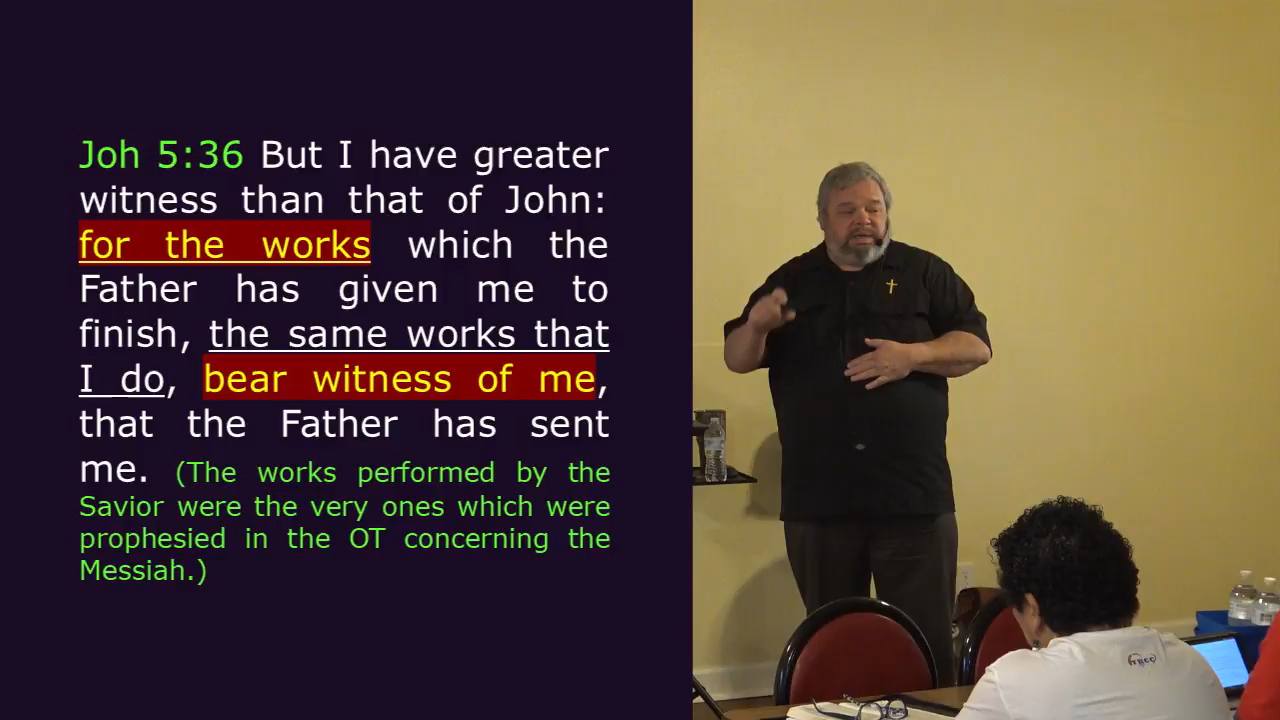 Joh 5:36 But I have greater
witness than that of John:
for the works which the
Father has given me to
finish, the same works that
I do, bear witness of me,
that the Father has sent
me. (The works performed by the
Savior were the very ones which were
prophesied in the OT concerning the
Messiah.)